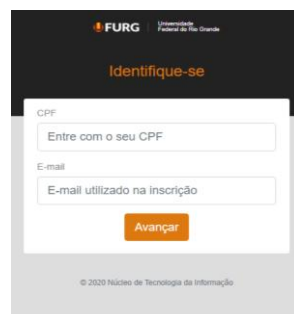 FURG
Universidade
Federal do Rio Grande
Identifique-se
CPF
Entre com o seu CPF
E-mail
E-mail utilizado na inscrição
Avançar
© 2020 Núcleo de Tecnologia da Informação